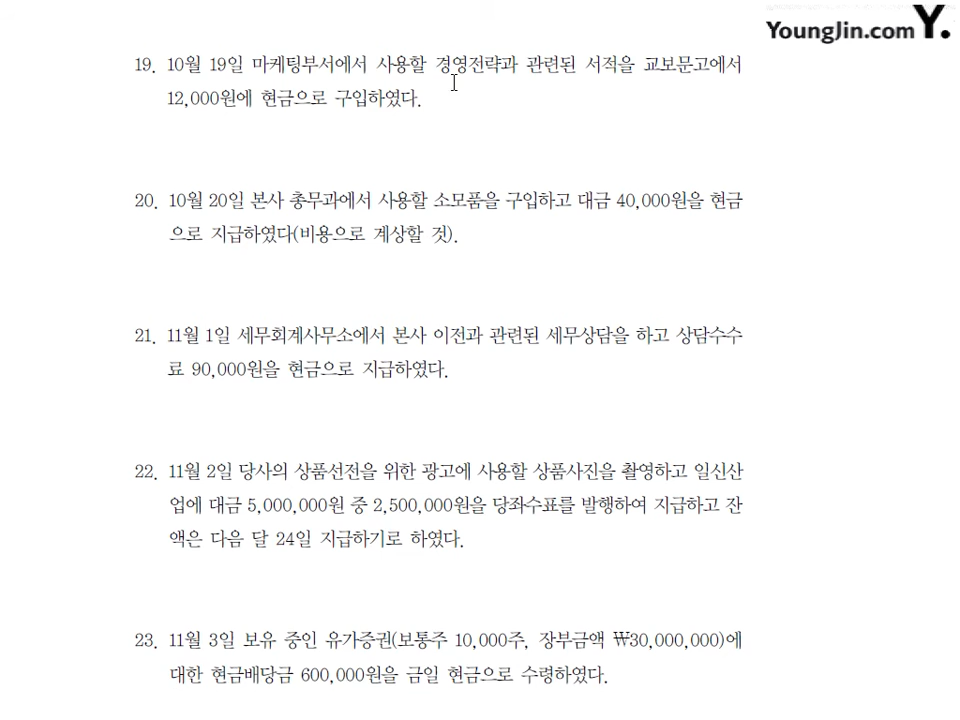 YoungJin.com Y.
19. 10월 19일 마케팅부서에서 사용할 경영전략과 관련된 서적을 교보문고에서
12,000원에 현금으로 구입하였다.
20. 10월 20일 본사 총무과에서 사용할 소모품을 구입하고 대금 40,000원을 현금
으로 지급하였다(비용으로 계상할 것).
21. 11월 1일 세무회계사무소에서 본사 이전과 관련된 세무상담을 하고 상담수수
료 90,000원을 현금으로 지급하였다.
22. 11월 2일 당사의 상품선전을 위한 광고에 사용할 상품사진을 촬영하고 일신산
업에 대금 5,000,000원 중 2,500,000원을 당좌수표를 발행하여 지급하고 잔
액은 다음 달 24일 지급하기로 하였다.
23. 11월 3일 보유 중인 유가증권(보통주 10,000주, 장부금액 ₩30,000,000)에
대한 현금배당금 600,000원을 금일 현금으로 수령하였다.